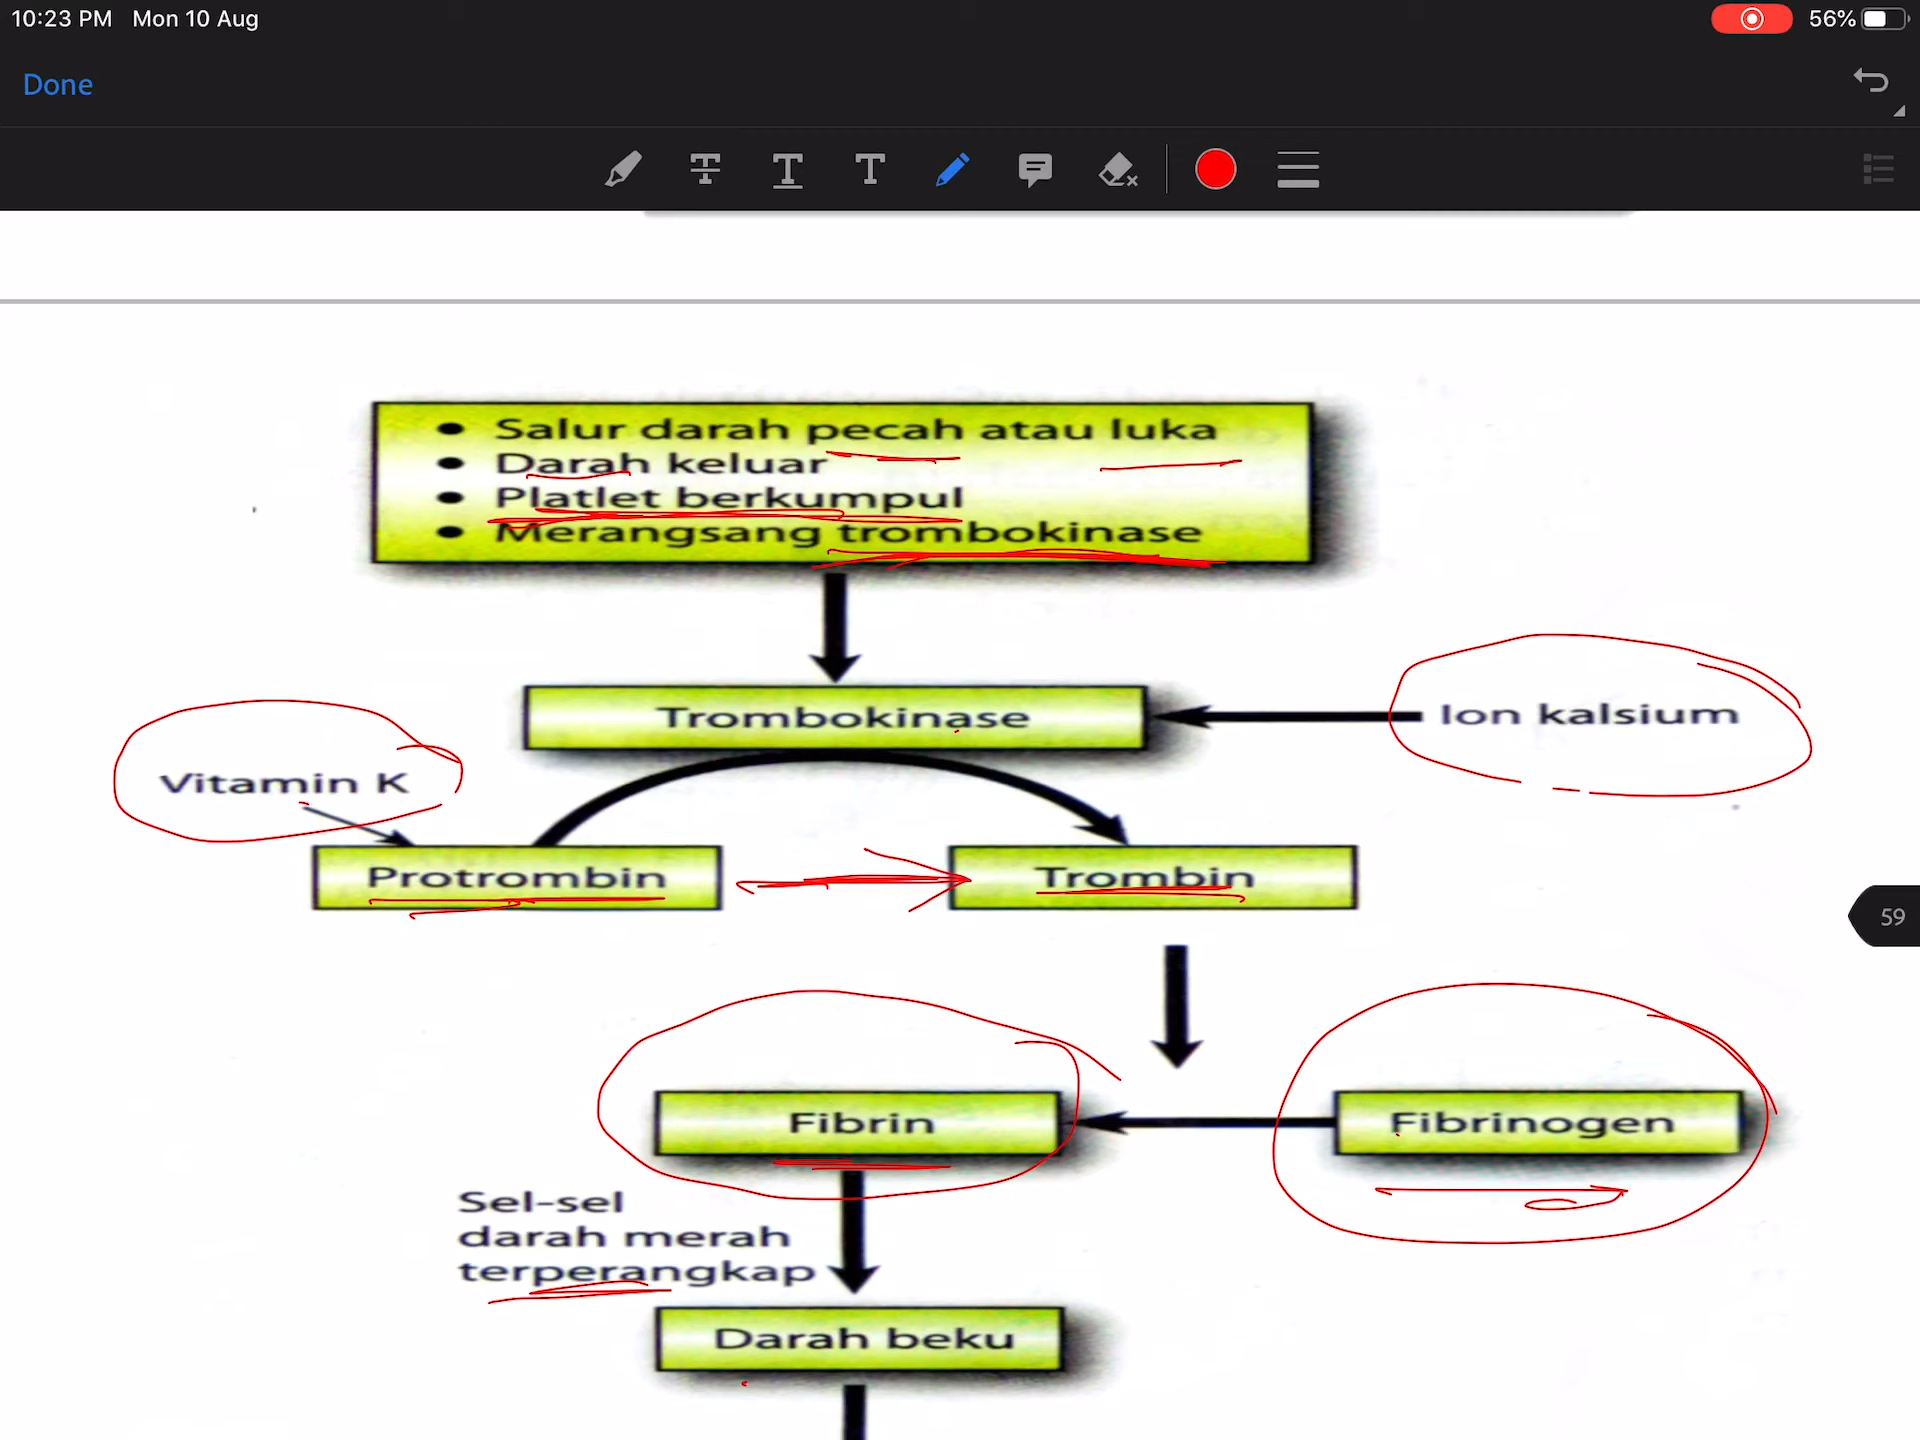 10:23 PM Mon 10 Aug
56%
Done
59
• Salur darah pecah atau luka
• Darah keluar
• Platlet berkumpul
• Merangsang trombokinase
Trombokinase
Ion kalsium
Vitamin K
Protrombin
Trombin
Fibrin
Fibrinogen
Sel-sel
darah merah
terperangkap
Darah beku